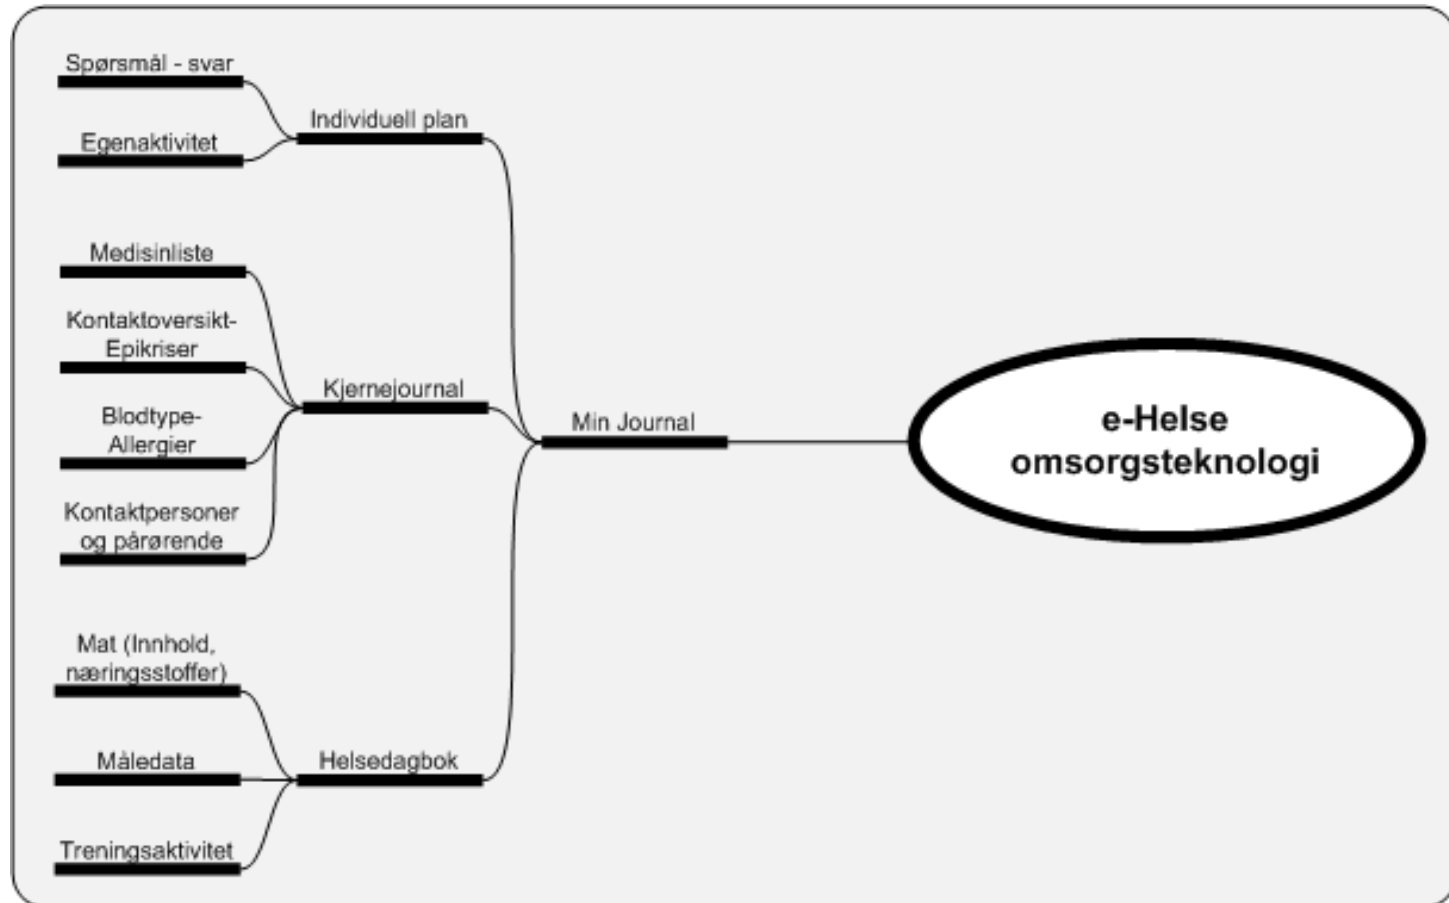 Spørsmål - svar
Egenaktivitet
Individuell plan
Medisinliste
Kontaktoversikt-
Epikriser
Blodtype-
Allergier
Kontaktpersoner
og pårørende
Kjernejournal
Mat (Innhold,
næringsstoffer)
Måledata
Treningsaktivitet
Helsedagbok
Min Journal
e-Helse
omsorgsteknologi